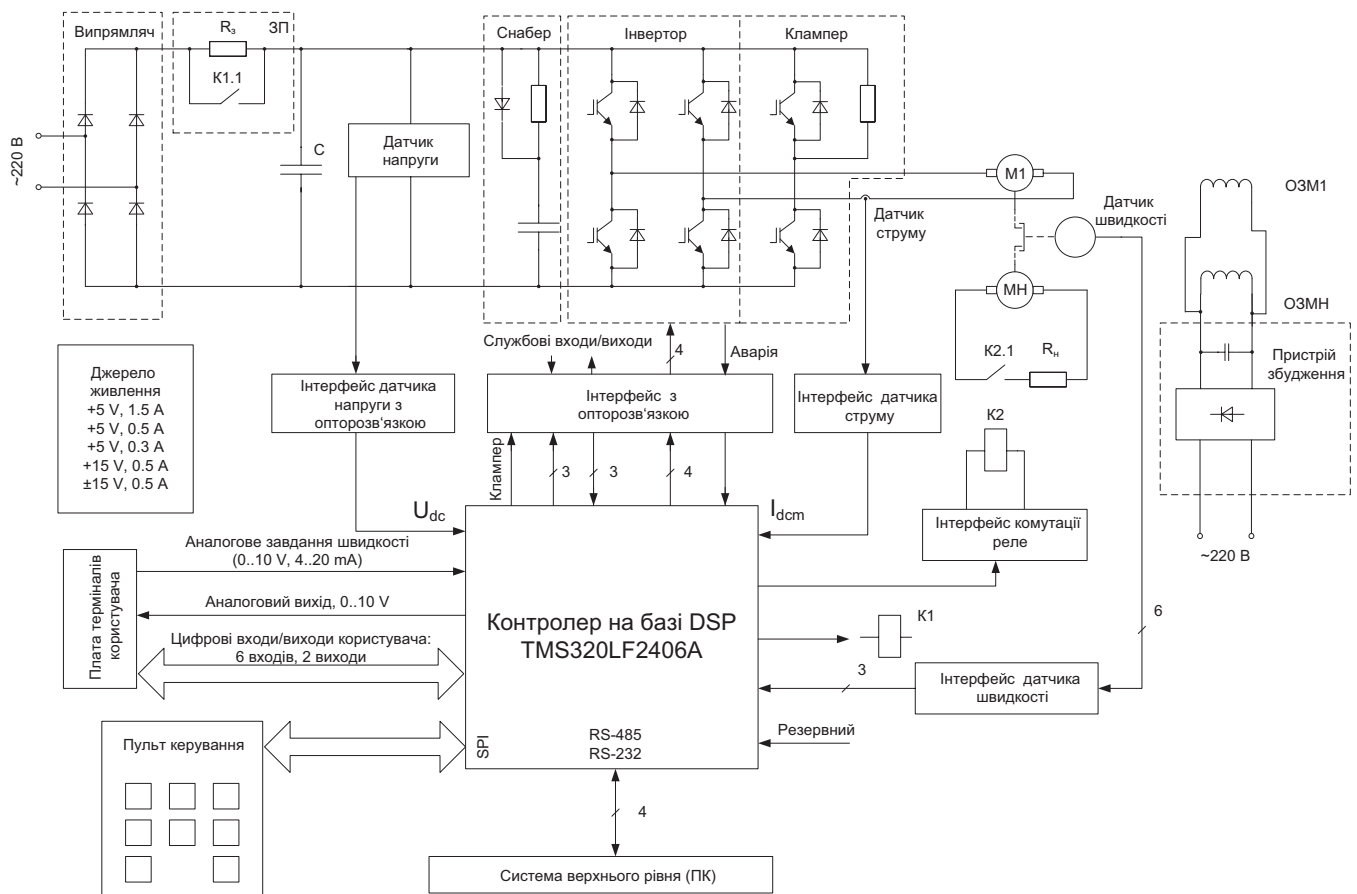 Випрямляч
Rз
ЗП
К1.1
Снабер
Інвертор
Клампер
~220 В
С
Датчик
напруги
М1
ОЗМ1
Датчик
швидкості
Датчик
струму
МН
ОЗМН
К2.1
Rн
Службові входи/виходи
4
Аварія
Пристрій
збудження
Джерело
живлення
+5 V, 1.5 A
+5 V, 0.5 A
+5 V, 0.3 A
+15 V, 0.5 A
±15 V, 0.5 A
Інтерфейс датчика
напруги з
опторозв‘язкою
Інтерфейс з
опторозв‘язкою
Інтерфейс датчика
струму
К2
Клампер
3
3
4
Udc
Idcm
Інтерфейс комутації
реле
~220 В
Аналогове завдання швидкості
(0..10 V, 4..20 mA)
Плата терміналів
користувача
Аналоговий вихід, 0..10 V
Цифрові входи/виходи користувача:
6 входів, 2 виходи
Контролер на базі DSP
TMS320LF2406A
К1
6
3
Інтерфейс датчика
швидкості
Резервний
Пульт керування
SPI
RS-485
RS-232
4
Система верхнього рівня (ПК)